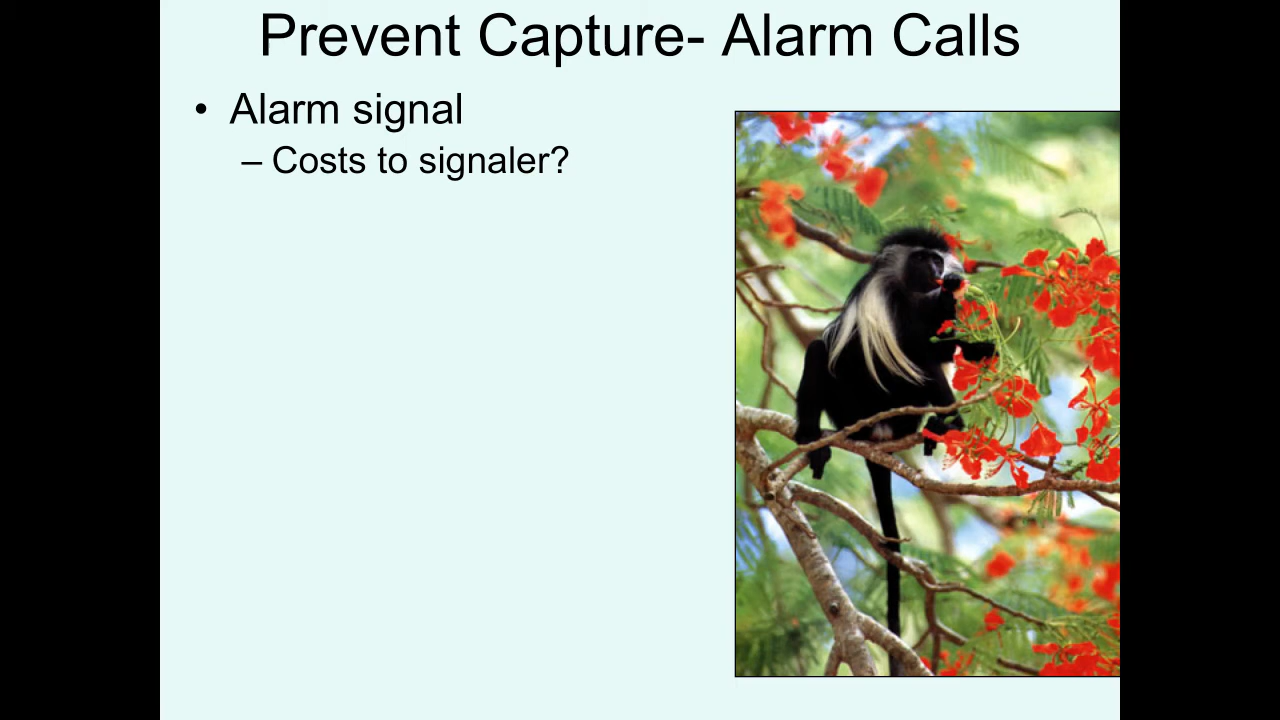 Prevent Capture- Alarm Calls
• Alarm signal
– Costs to signaler?